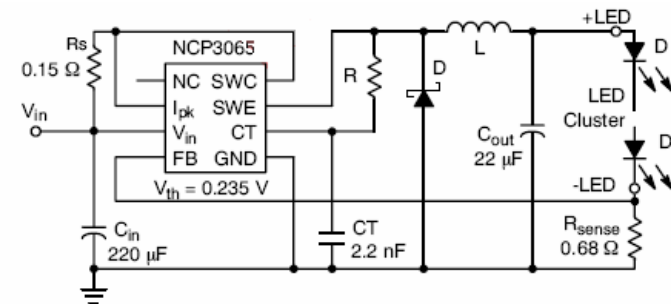 +LED
Rs
0.15 Ω
NCP3065
D
L
NC SWC
R
D
LED
Cluster
Ipk SWE
Vin
Vin CT
Cout
22 µF
D
FB GND
-LED
Vth = 0.235 V
Rsense
0.68 Ω
Cin
220 µF
CT
2.2 nF